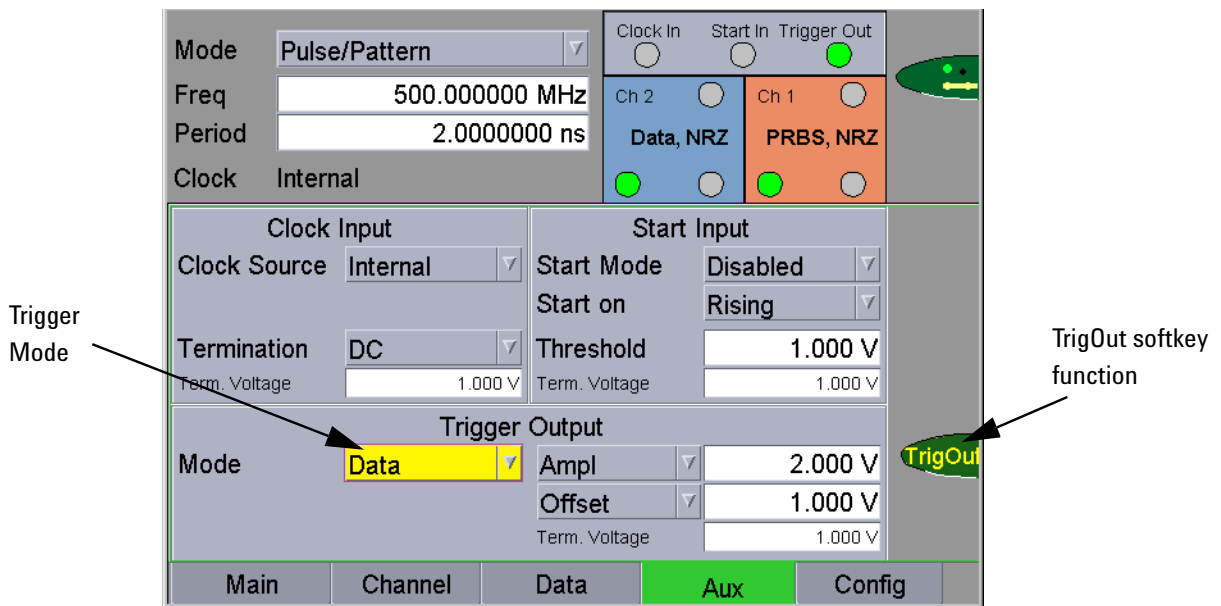 Mode Pulse/Pattern
Freq 500.000000 MHz
Period 2.0000000 ns
Clock Internal
Clock In Start In Trigger Out
Ch 2 Ch 1
Data, NRZ PRBS, NRZ
Clock Input
Clock Source Internal
Termination DC
Term. Voltage 1.000 V
Start Input
Start Mode Disabled
Start on Rising
Threshold 1.000 V
Term. Voltage 1.000 V
Trigger Output
Mode Data Ampl 2.000 V
Offset 1.000 V
Term. Voltage 1.000 V
Main Channel Data Aux Config
TrigOut
Trigger
Mode
TrigOut softkey
function